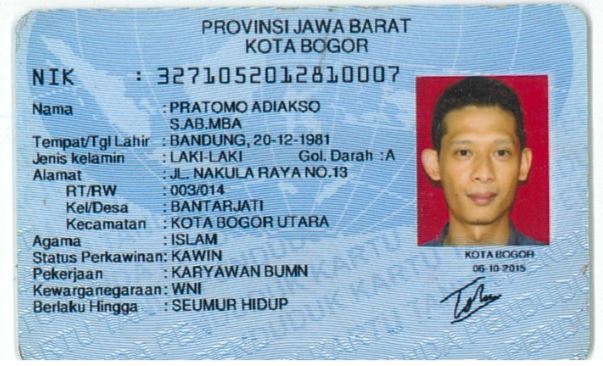 PROVINSI JAWA BARAT
KOTA BOGOR
NIK : 3271052012810007
Nama : PRATOMO ADIAKSO
S.AB.MBA
Tempat/Tgl Lahir : BANDUNG, 20-12-1981
Jenis kelamin : LAKI-LAKI Gol. Darah : A
Alamat : JL. NAKULA RAYA NO.13
RT/RW : 003/014
Kel/Desa : BANTARJATI
Kecamatan : KOTA BOGOR UTARA
Agama : ISLAM
Status Perkawinan: KAWIN
Pekerjaan : KARYAWAN BUMN
Kewarganegaraan: WNI
Berlaku Hingga : SEUMUR HIDUP
KOTA BOGOR
06-10-2015